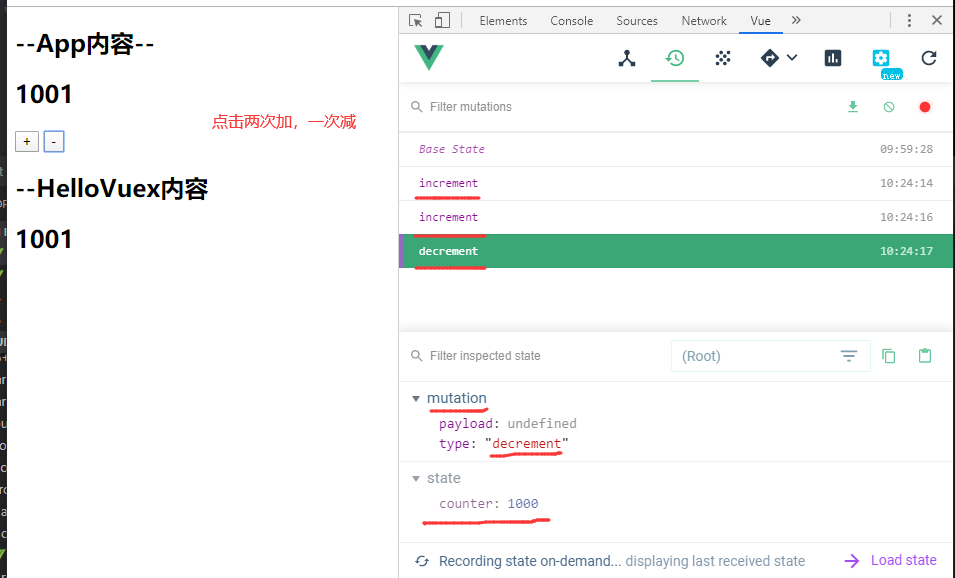 --App内容--
1001
点击两次加，一次减
+ -
--HelloVuex内容
1001
Elements Console Sources Network Vue »
new
Filter mutations
Base State 09:59:28
increment 10:24:14
increment 10:24:16
decrement 10:24:17
Filter inspected state (Root)
mutation
payload: undefined
type: "decrement"
state
counter: 1000
Recording state on-demand... displaying last received state Load state